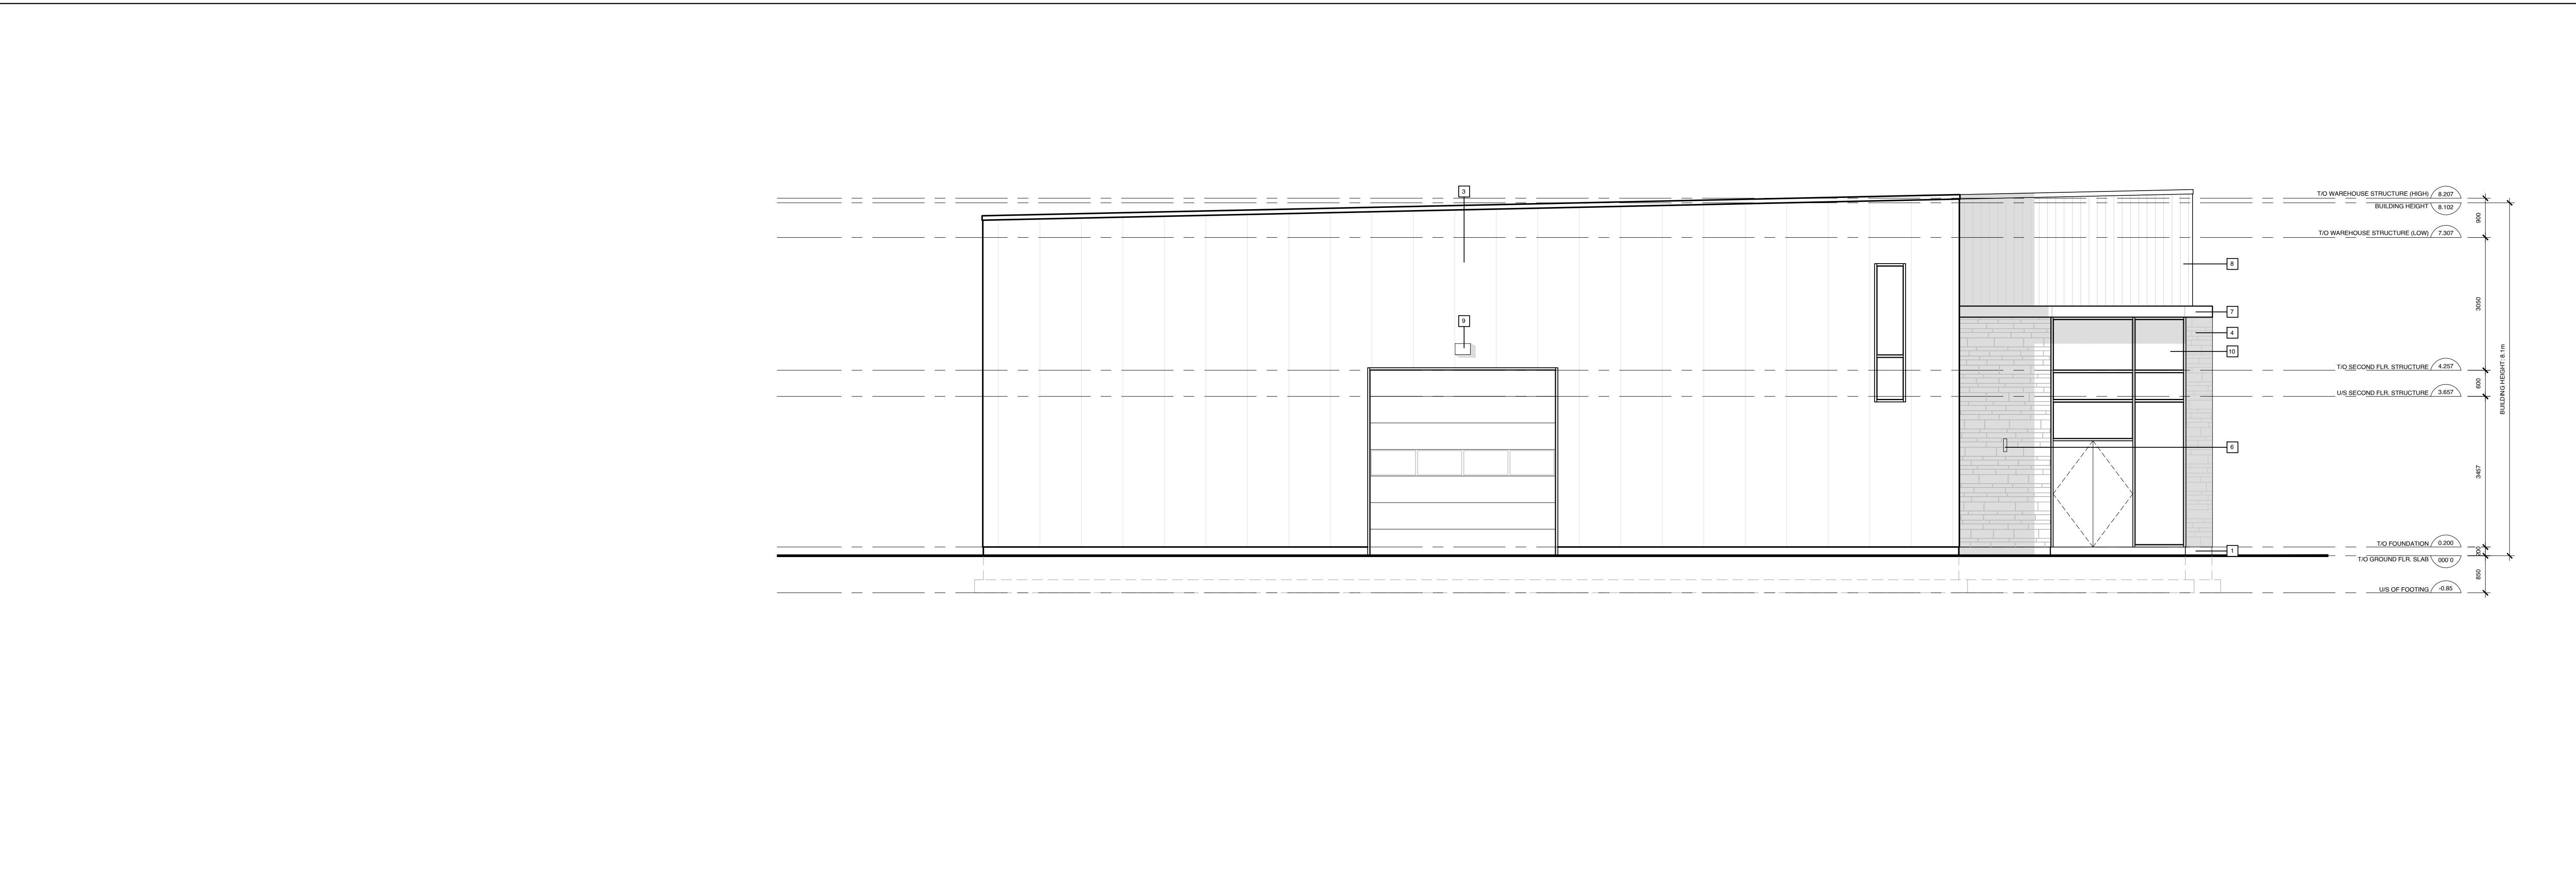 3
T/O WAREHOUSE STRUCTURE (HIGH) 8.207
BUILDING HEIGHT 8.102
900
T/O WAREHOUSE STRUCTURE (LOW) 7.307
8
3050
7
9
4
10
BUILDING HEIGHT: 8.1m
T/O SECOND FLR. STRUCTURE 4.257
600
U/S SECOND FLR. STRUCTURE 3.657
6
3457
T/O FOUNDATION 0.200
1
200
T/O GROUND FLR. SLAB 0.000
850
U/S OF FOOTING -0.85